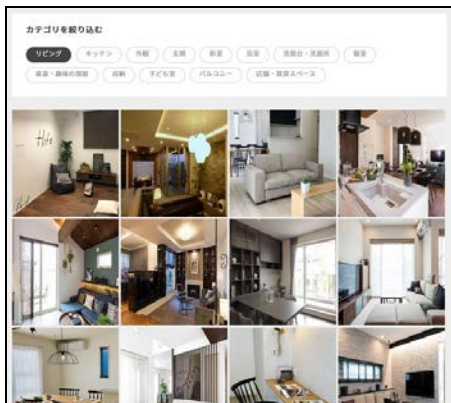 カテゴリを絞り込む
リビング キッチン 外観 玄関 和室 浴室 洗面台・洗面所 寝室
書斎・趣味の部屋 収納 子ども室 バルコニー 店舗・賃貸スペース